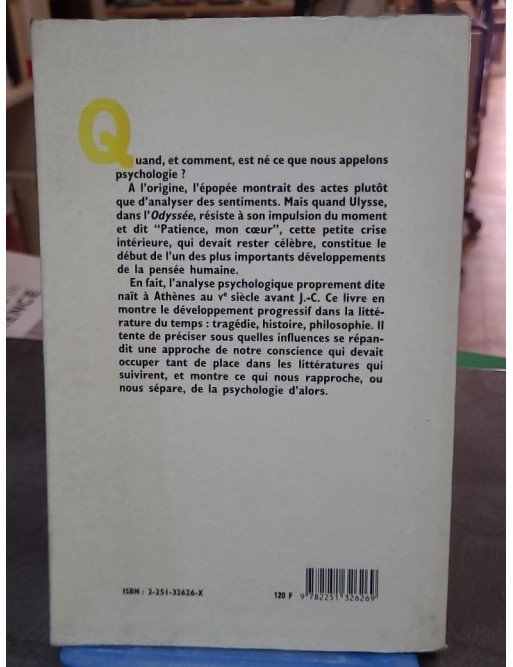 Quand, et comment, est né ce que nous appelons
psychologie ?
A l'origine, l'épopée montrait des actes plutôt
que d'analyser des sentiments. Mais quand Ulysse,
dans l'Odyssée, résiste à son impulsion du moment
et dit "Patience, mon cœur", cette petite crise
intérieure, qui devait rester célèbre, constitue le
début de l'un des plus importants développements
de la pensée humaine.
En fait, l'analyse psychologique proprement dite
naît à Athènes au Ve siècle avant J.-C. Ce livre en
montre le développement progressif dans la litté-
rature du temps : tragédie, histoire, philosophie. Il
tente de préciser sous quelles influences se répan-
dit une approche de notre conscience qui devait
occuper tant de place dans les littératures qui
suivirent, et montre ce qui nous rapproche, ou
nous sépare, de la psychologie d'alors.
ISBN : 2-251-32626-X
120 F
9 782251 326269